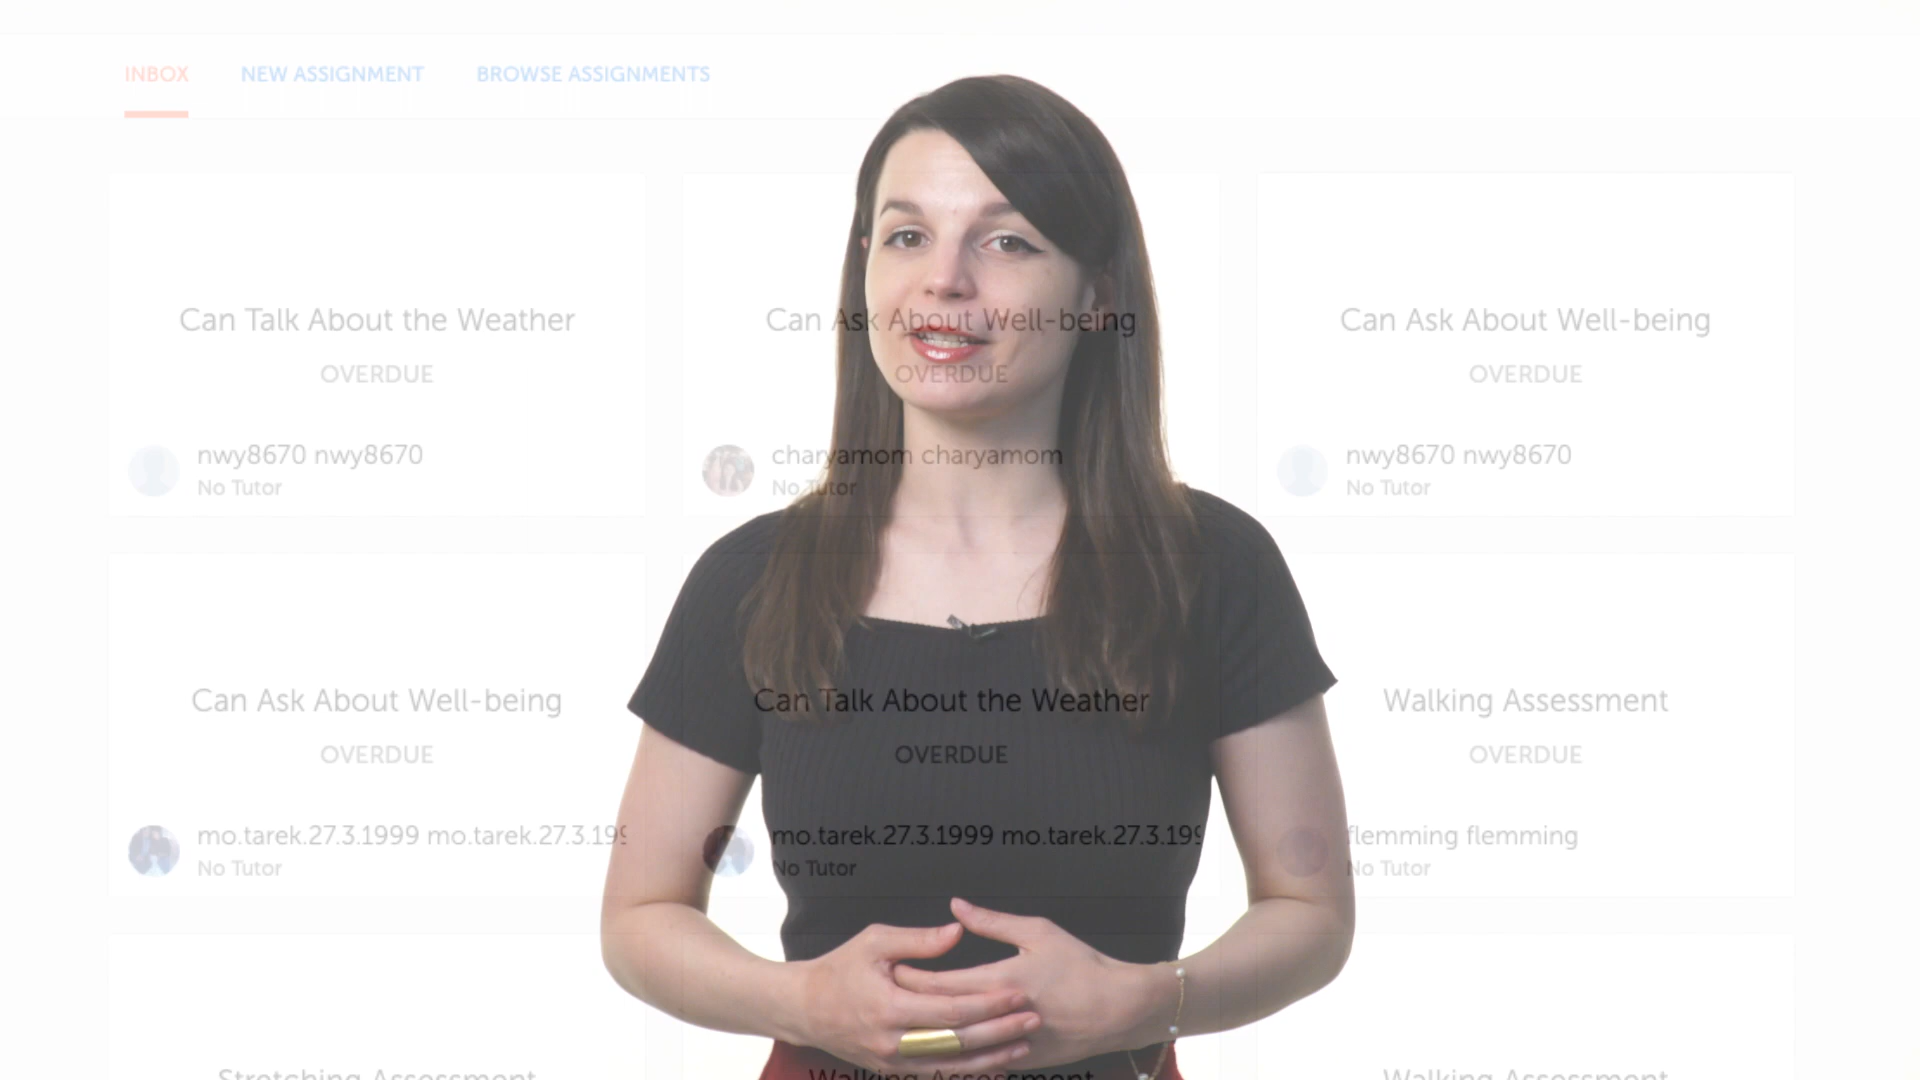 INBOX NEW ASSIGNMENT BROWSE ASSIGNMENTS
Can Talk About the Weather
OVERDUE
nwy8670 nwy8670
No Tutor
Can Ask About Well-being
OVERDUE
charyamom charyamom
No Tutor
Can Ask About Well-being
OVERDUE
nwy8670 nwy8670
No Tutor
Can Ask About Well-being
OVERDUE
mo.tarek.27.3.1999 mo.tarek.27.3.199
No Tutor
Can Talk About the Weather
OVERDUE
mo.tarek.27.3.1999 mo.tarek.27.3.199
No Tutor
Walking Assessment
OVERDUE
flemming flemming
No Tutor
Stretching Assessment
Walking Assessment
Walking Assessment